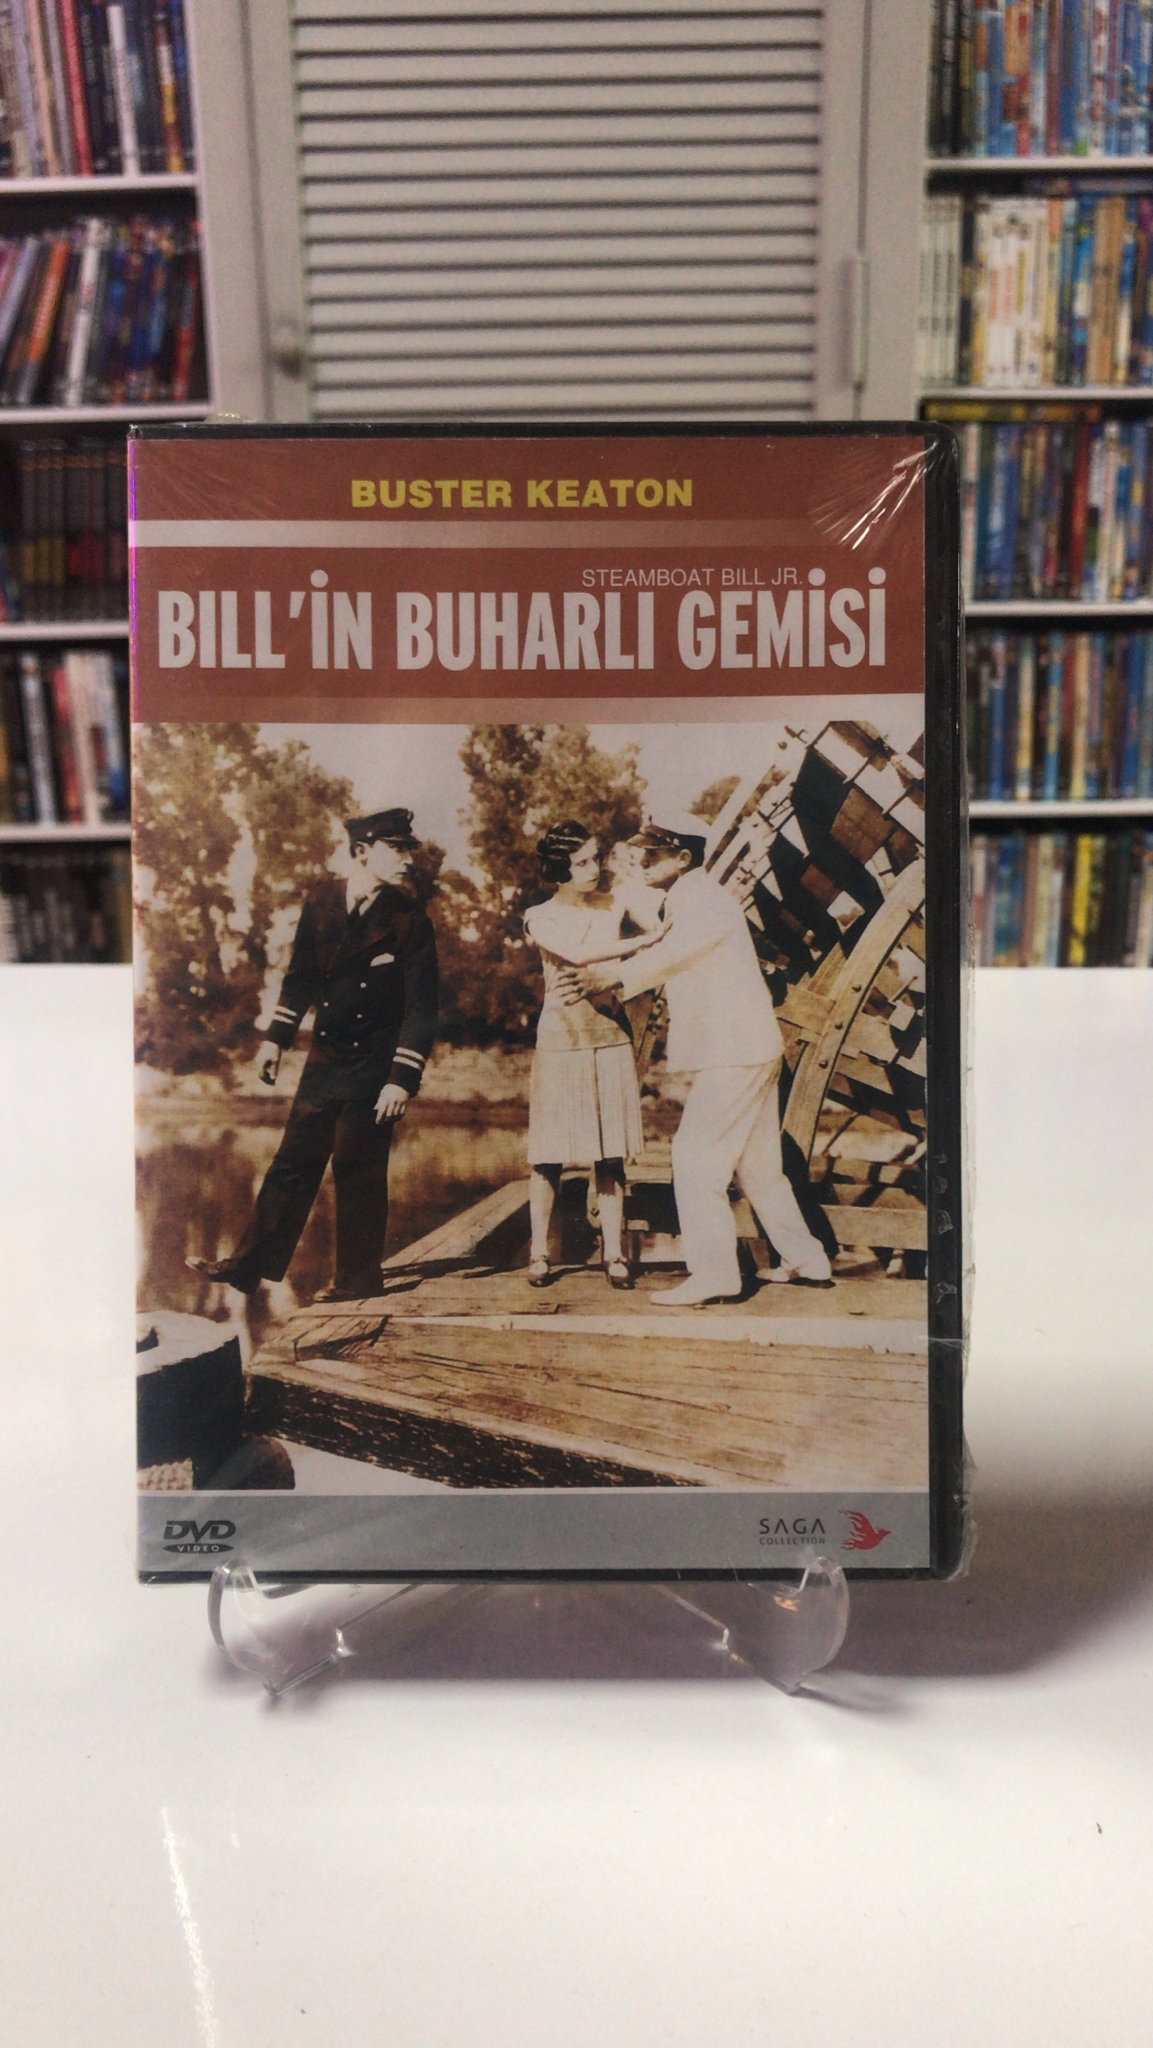 BUSTER KEATON
STEAMBOAT BILL JR.
BILL'İN BUHARLI GEMİSİ
DVD
VIDEO
SAGA
COLLECTION